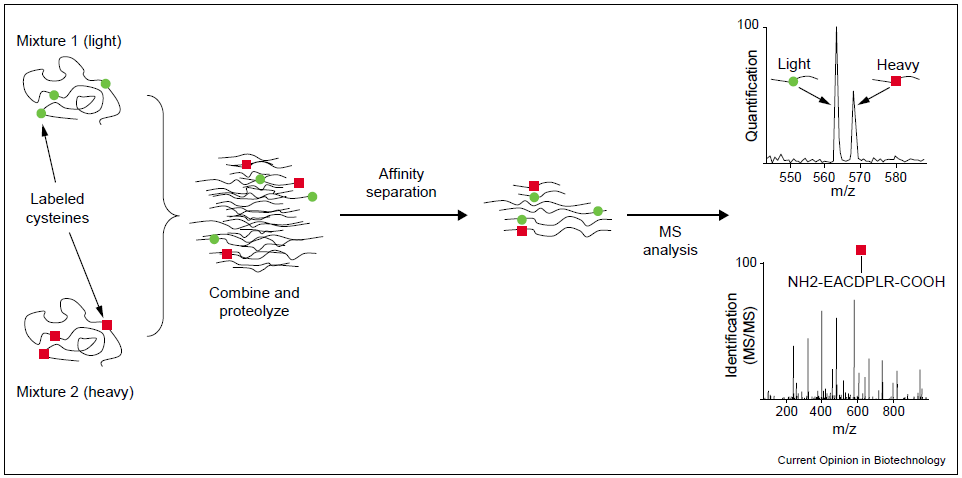 Mixture 1 (light)
Labeled
cysteines
Mixture 2 (heavy)
Combine and
proteolyze
Affinity
separation
MS
analysis
100
Quantification
Light
Heavy
550 560 570 580
m/z
100
NH2-EACDPLR-COOH
Identification
(MS/MS)
200 400 600 800
m/z
Current Opinion in Biotechnology